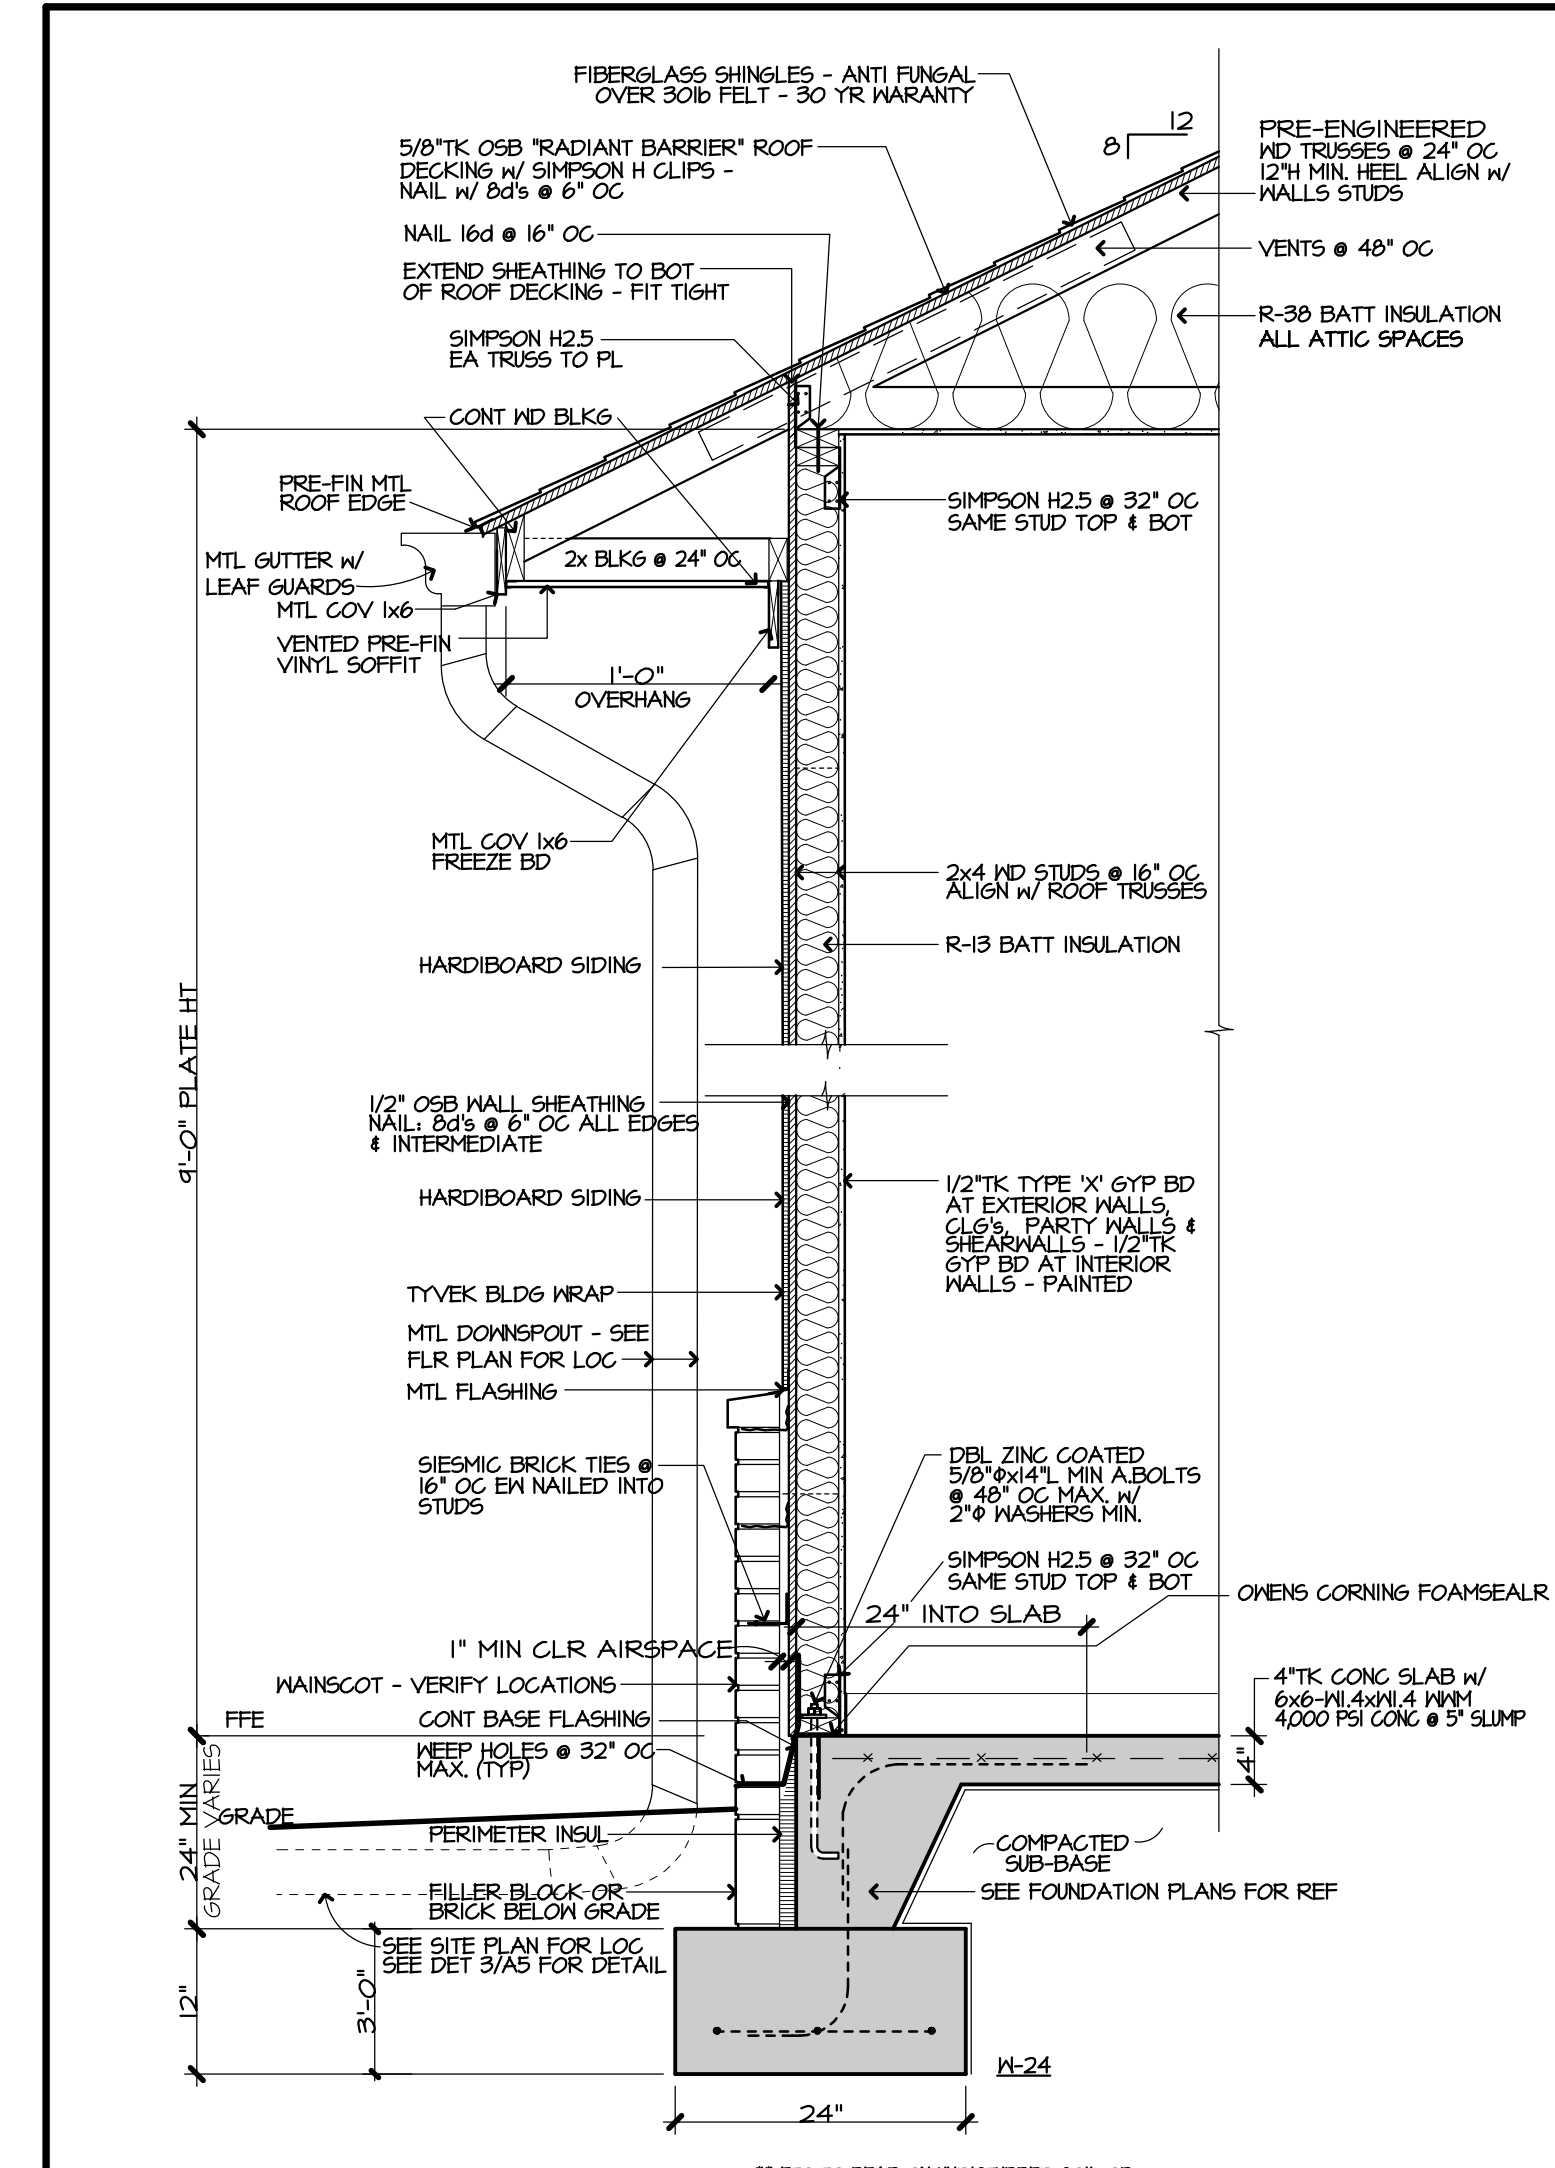 FIBERGLASS SHINGLES - ANTI FUNGAL
OVER 30lb FELT - 30 YR WARANTY
12
8
5/8"TK OSB "RADIANT BARRIER" ROOF
DECKING w/ SIMPSON H CLIPS -
NAIL w/ 8d's @ 6" OC
PRE-ENGINEERED
WD TRUSSES @ 24" OC
12"H MIN. HEEL ALIGN w/
WALLS STUDS
NAIL 16d @ 16" OC
VENTS @ 48" OC
EXTEND SHEATHING TO BOT
OF ROOF DECKING - FIT TIGHT
R-38 BATT INSULATION
ALL ATTIC SPACES
SIMPSON H2.5
EA TRUSS TO PL
CONT WD BLKG
PRE-FIN MTL
ROOF EDGE
SIMPSON H2.5 @ 32" OC
SAME STUD TOP & BOT
2x BLKG @ 24" OC
MTL GUTTER w/
LEAF GUARDS
MTL COV 1x6
VENTED PRE-FIN
VINYL SOFFIT
1'-0"
OVERHANG
MTL COV 1x6
FREEZE BD
2x4 WD STUDS @ 16" OC
ALIGN w/ ROOF TRUSSES
R-13 BATT INSULATION
HARDIBOARD SIDING
9'-0" PLATE HT
1/2" OSB WALL SHEATHING
NAIL: 8d's @ 6" OC ALL EDGES
& INTERMEDIATE
HARDIBOARD SIDING
1/2"TK TYPE 'X' GYP BD
AT EXTERIOR WALLS,
CLG's, PARTY WALLS &
SHEARWALLS - 1/2"TK
GYP BD AT INTERIOR
WALLS - PAINTED
TYVEK BLDG WRAP
MTL DOWNSPOUT - SEE
FLR PLAN FOR LOC
MTL FLASHING
SIESMIC BRICK TIES @
16" OC EW NAILED INTO
STUDS
DBL ZINC COATED
5/8"Φx14"L MIN A.BOLTS
@ 48" OC MAX. w/
2"Φ WASHERS MIN.
SIMPSON H2.5 @ 32" OC
SAME STUD TOP & BOT
OWENS CORNING FOAMSEALR
24" INTO SLAB
1" MIN CLR AIRSPACE
WAINSCOT - VERIFY LOCATIONS
4"TK CONC SLAB w/
6x6-W1.4xW1.4 WWM
4,000 PSI CONC @ 5" SLUMP
FFE
CONT BASE FLASHING
WEEP HOLES @ 32" OC
MAX. (TYP)
4"
24" MIN
GRADE VARIES
GRADE
PERIMETER INSUL
COMPACTED
SUB-BASE
FILLER BLOCK OR
BRICK BELOW GRADE
SEE FOUNDATION PLANS FOR REF
SEE SITE PLAN FOR LOC
SEE DET 3/A5 FOR DETAIL
12"
3'-0"
W-24
24"